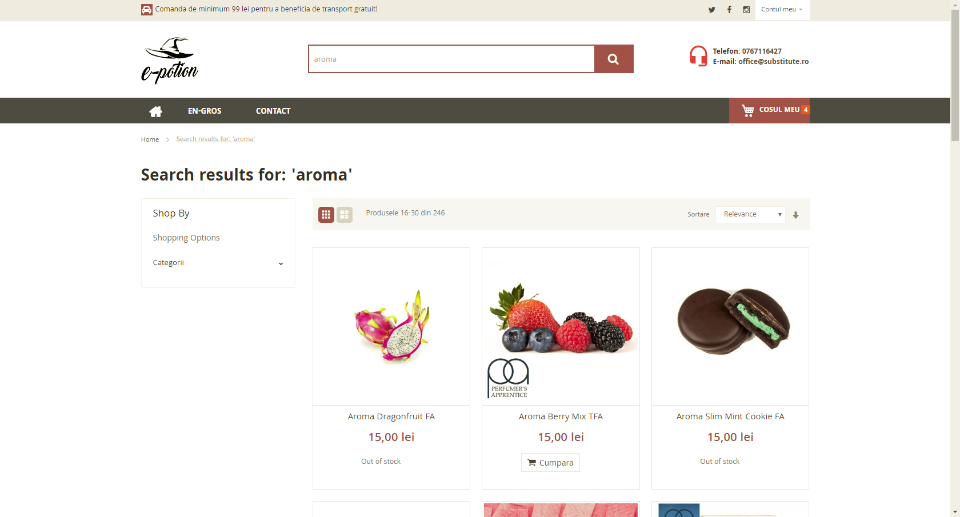 Comanda de minimum 99 lei pentru a beneficia de transport gratuit!
Contul meu
e-potion
aroma
Telefon: 0767116427
E-mail: office@substitute.ro
EN-GROS
CONTACT
COSUL MEU 4
Home > Search results for: 'aroma'
Search results for: 'aroma'
Shop By
Shopping Options
Categorii
Produsele 16-30 din 246
Sortare
Relevance
PERFUMER'S
APPRENTICE
Aroma Dragonfruit FA
15,00 lei
Out of stock
Aroma Berry Mix TFA
15,00 lei
Cumpara
Aroma Slim Mint Cookie FA
15,00 lei
Out of stock